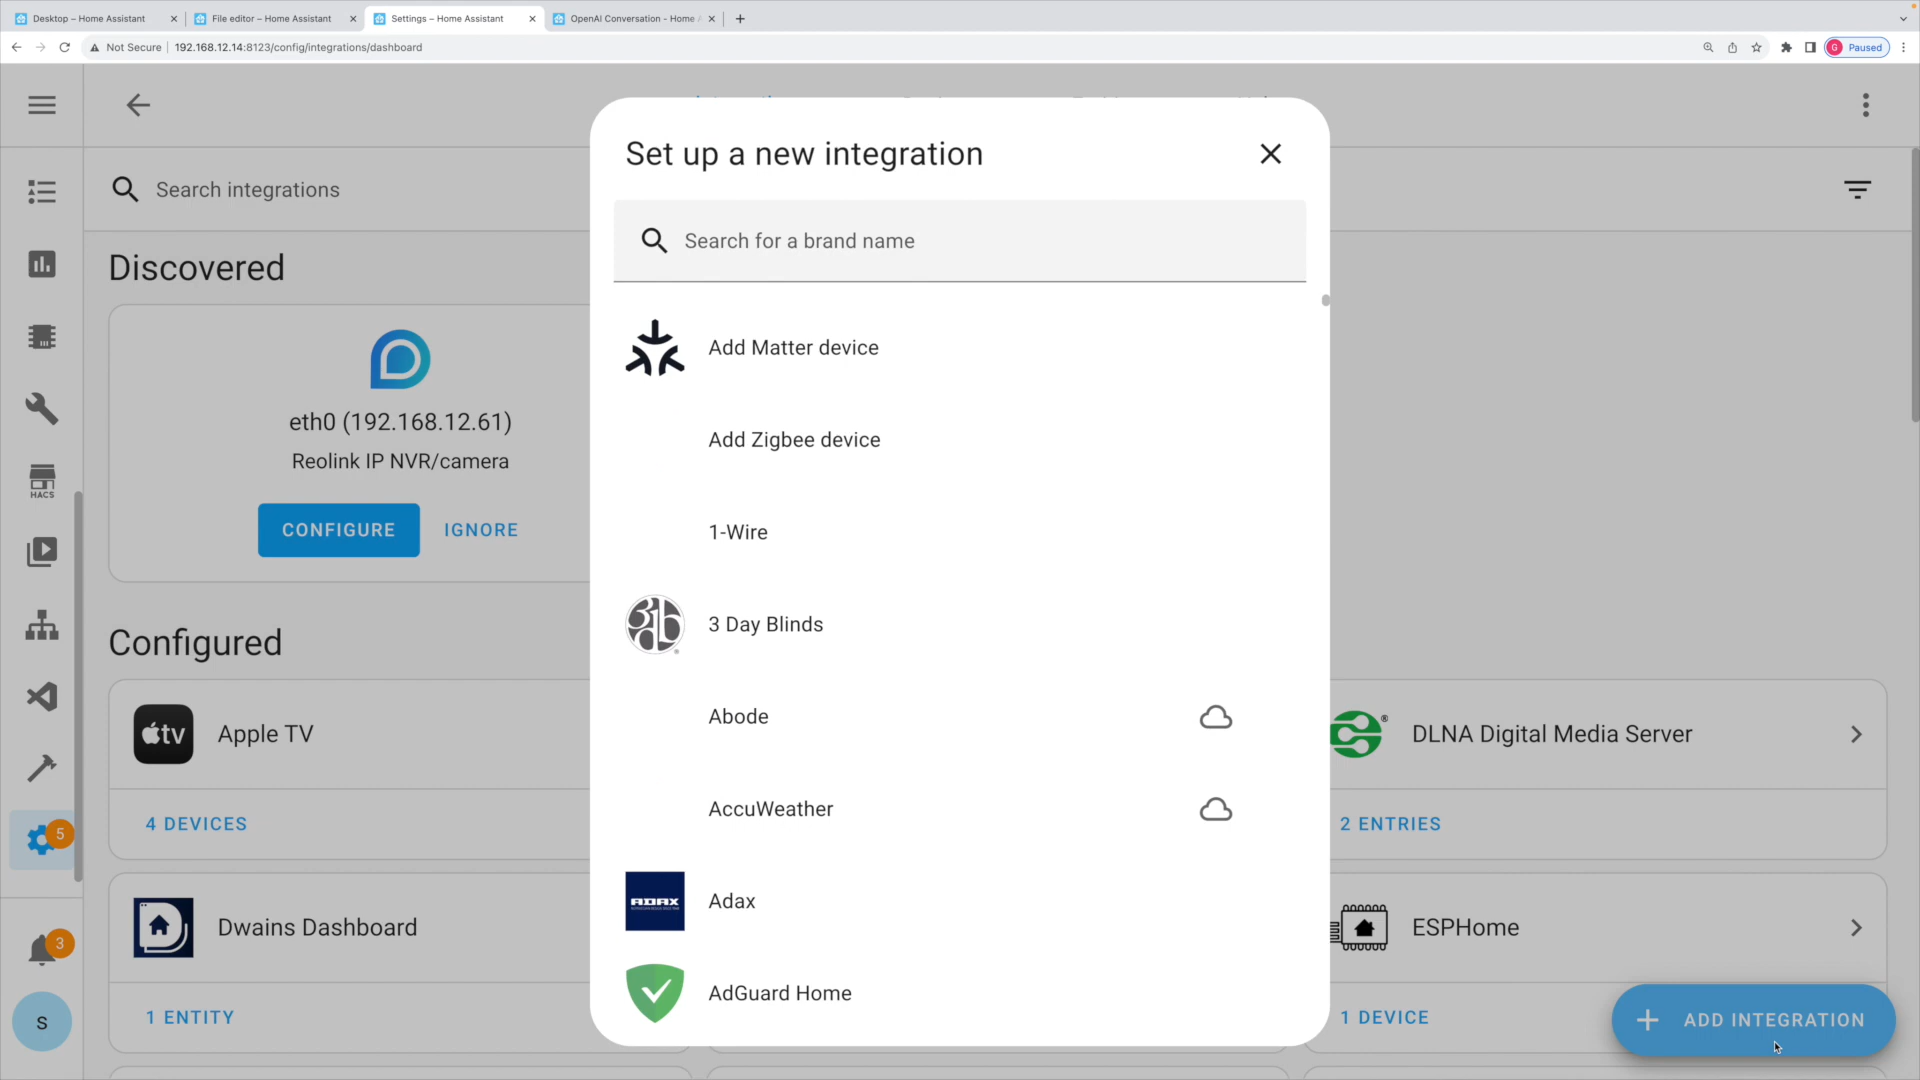 Desktop – Home Assistant
File editor – Home Assistant
Settings – Home Assistant
OpenAI Conversation - Home A
Not Secure
192.168.12.14:8123/config/integrations/dashboard
G
Paused
Search integrations
Discovered
eth0 (192.168.12.61)
Reolink IP NVR/camera
CONFIGURE
IGNORE
Configured
tv
Apple TV
4 DEVICES
Dwains Dashboard
1 ENTITY
HACS
5
3
S
Set up a new integration
Search for a brand name
Add Matter device
Add Zigbee device
1-Wire
3 Day Blinds
Abode
AccuWeather
ADAX
Adax
AdGuard Home
DLNA Digital Media Server
2 ENTRIES
ESPHome
1 DEVICE
ADD INTEGRATION